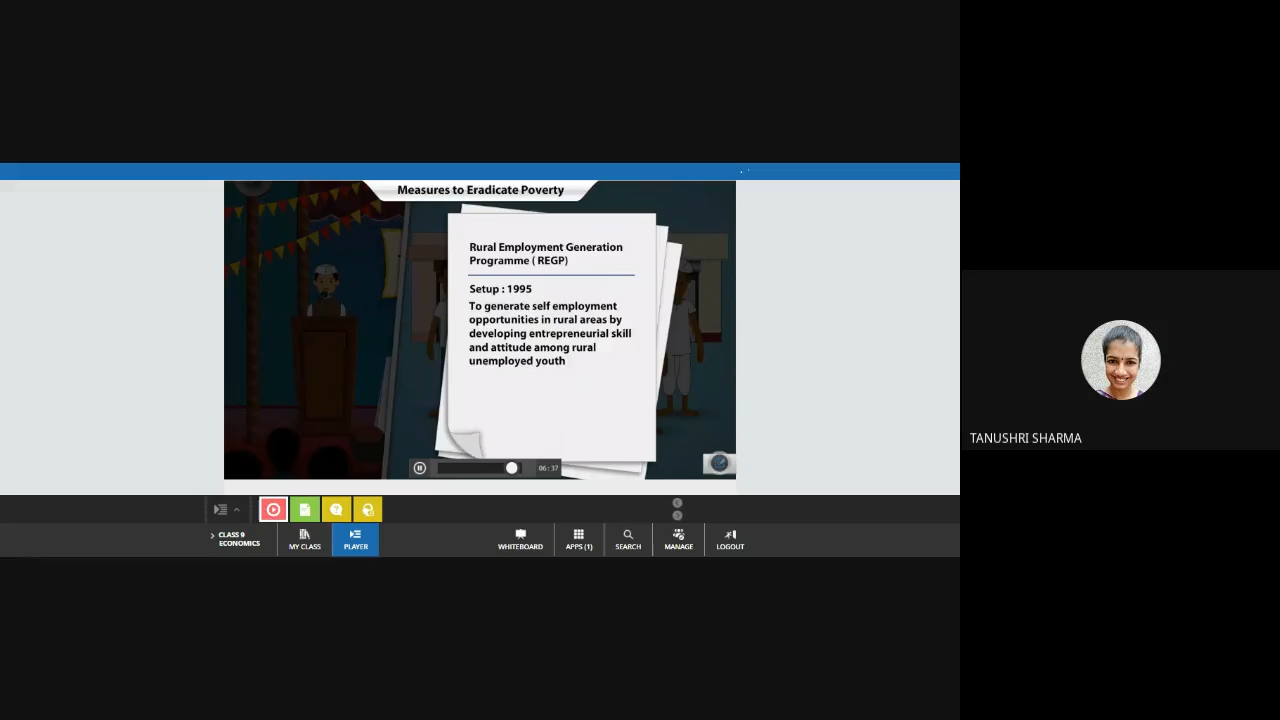 Measures to Eradicate Poverty
Rural Employment Generation
Programme ( REGP)
Setup : 1995
To generate self employment
opportunities in rural areas by
developing entrepreneurial skill
and attitude among rural
unemployed youth
06:37
TANUSHRI SHARMA
CLASS 9
ECONOMICS
MY CLASS
PLAYER
WHITEBOARD
APPS (1)
SEARCH
MANAGE
LOGOUT